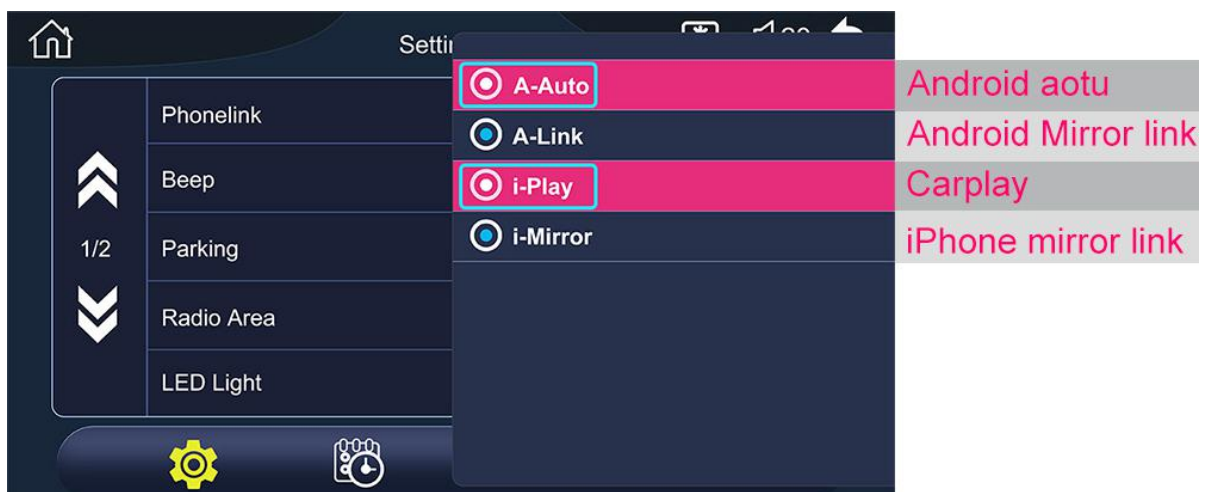 Settin
A-Auto
Android aotu
Phonelink
A-Link
Android Mirror link
Beep
i-Play
Carplay
1/2
Parking
i-Mirror
iPhone mirror link
Radio Area
LED Light